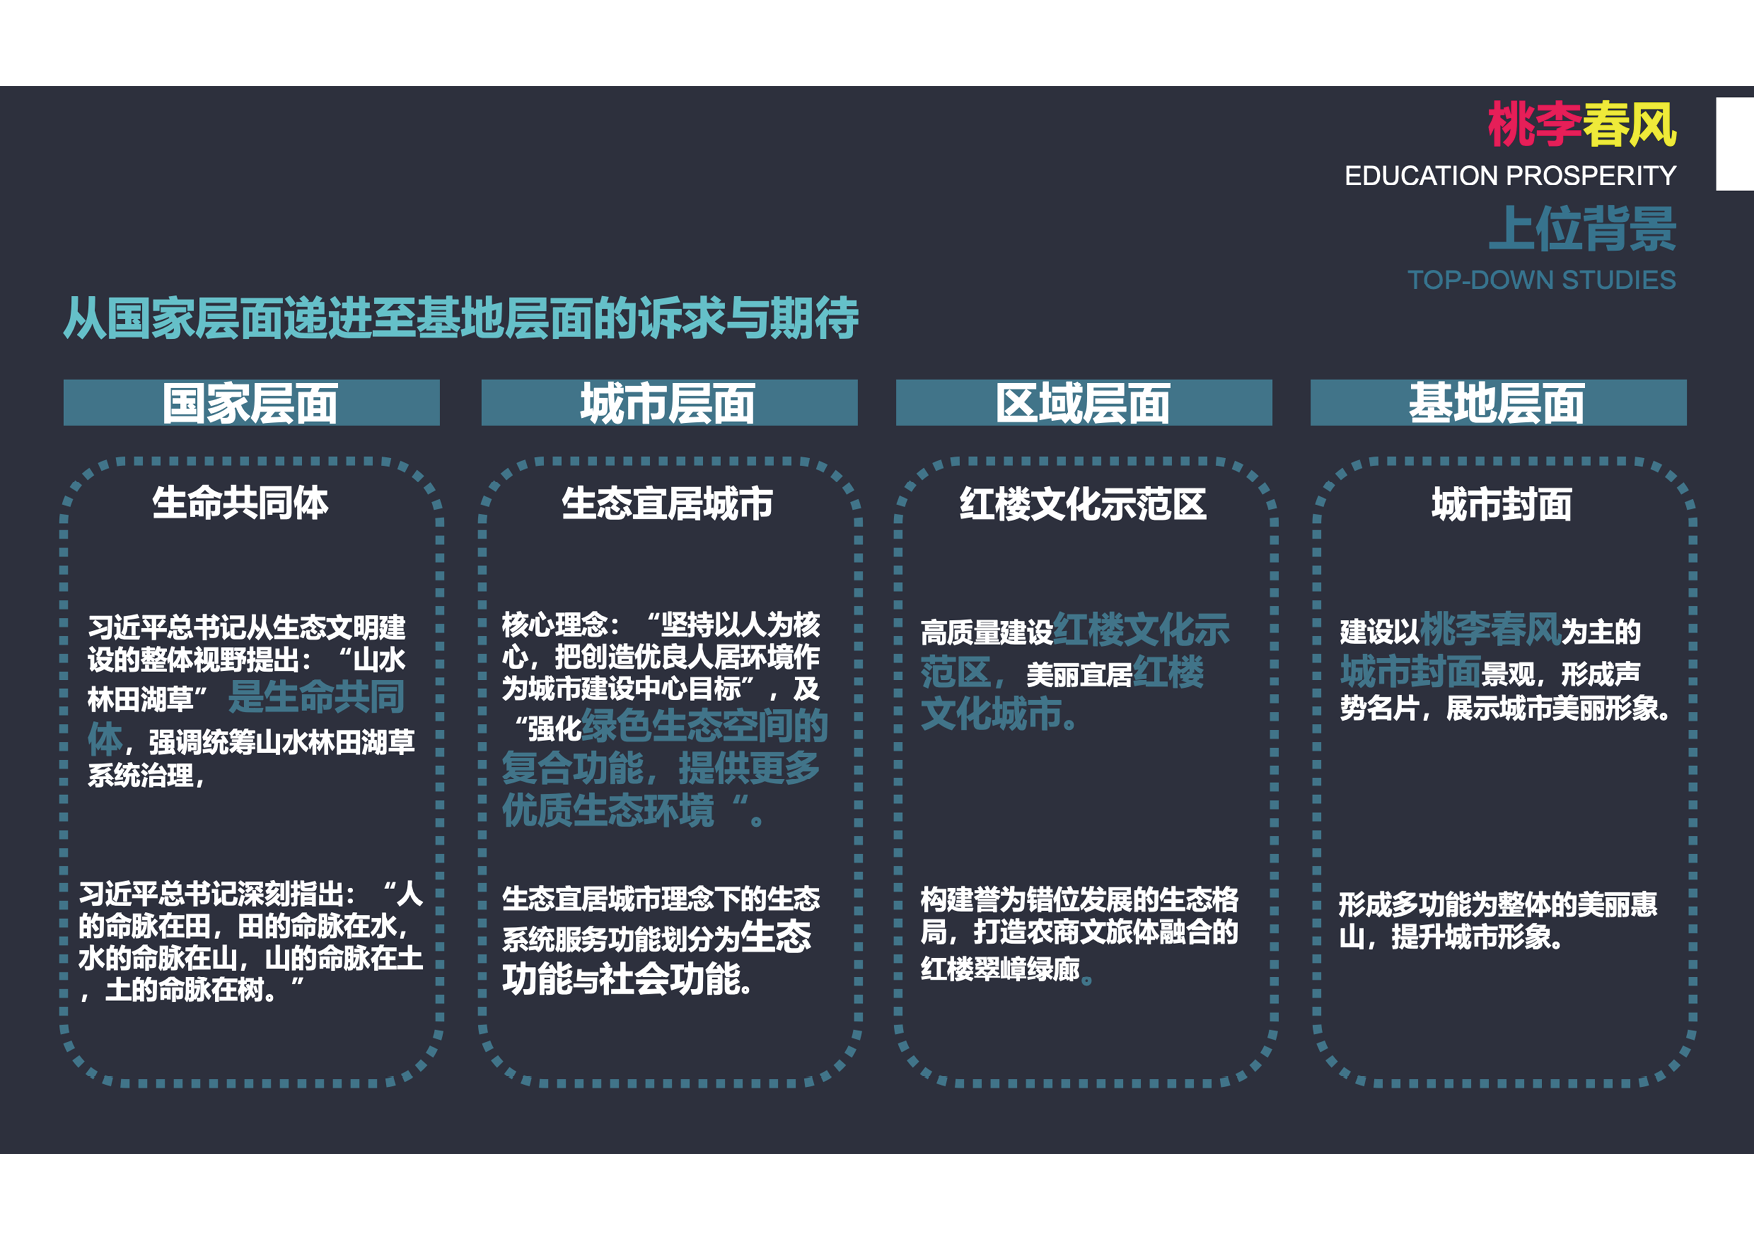 桃李春风
EDUCATION PROSPERITY
上位背景
TOP-DOWN STUDIES
从国家层面递进至基地层面的诉求与期待
国家层面
生命共同体
习近平总书记从生态文明建
设的整体视野提出：“山水
林田湖草” 是生命共同
体，强调统筹山水林田湖草
系统治理，
习近平总书记深刻指出：“人
的命脉在田，田的命脉在水，
水的命脉在山，山的命脉在土
，土的命脉在树。”
城市层面
生态宜居城市
核心理念：“坚持以人为核
心，把创造优良人居环境作
为城市建设中心目标”，及
“强化绿色生态空间的
复合功能，提供更多
优质生态环境“。
生态宜居城市理念下的生态
系统服务功能划分为生态
功能与社会功能。
区域层面
红楼文化示范区
高质量建设红楼文化示
范区，美丽宜居红楼
文化城市。
构建誉为错位发展的生态格
局，打造农商文旅体融合的
红楼翠嶂绿廊。
基地层面
城市封面
建设以桃李春风为主的
城市封面景观，形成声
势名片，展示城市美丽形象。
形成多功能为整体的美丽惠
山，提升城市形象。